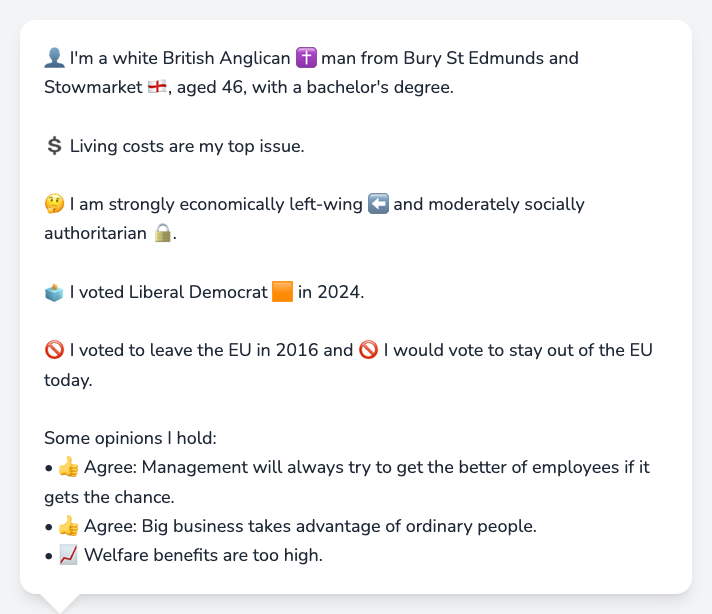 👤 I'm a white British Anglican ✝️ man from Bury St Edmunds and
Stowmarket 🏴󠁧󠁢󠁥󠁮󠁧󠁿, aged 46, with a bachelor's degree.
💲 Living costs are my top issue.
🤔 I am strongly economically left-wing ⬅️ and moderately socially
authoritarian 🔒.
🗳️ I voted Liberal Democrat 🟧 in 2024.
🚫 I voted to leave the EU in 2016 and 🚫 I would vote to stay out of the EU
today.
Some opinions I hold:
• 👍 Agree: Management will always try to get the better of employees if it
gets the chance.
• 👍 Agree: Big business takes advantage of ordinary people.
• 📈 Welfare benefits are too high.